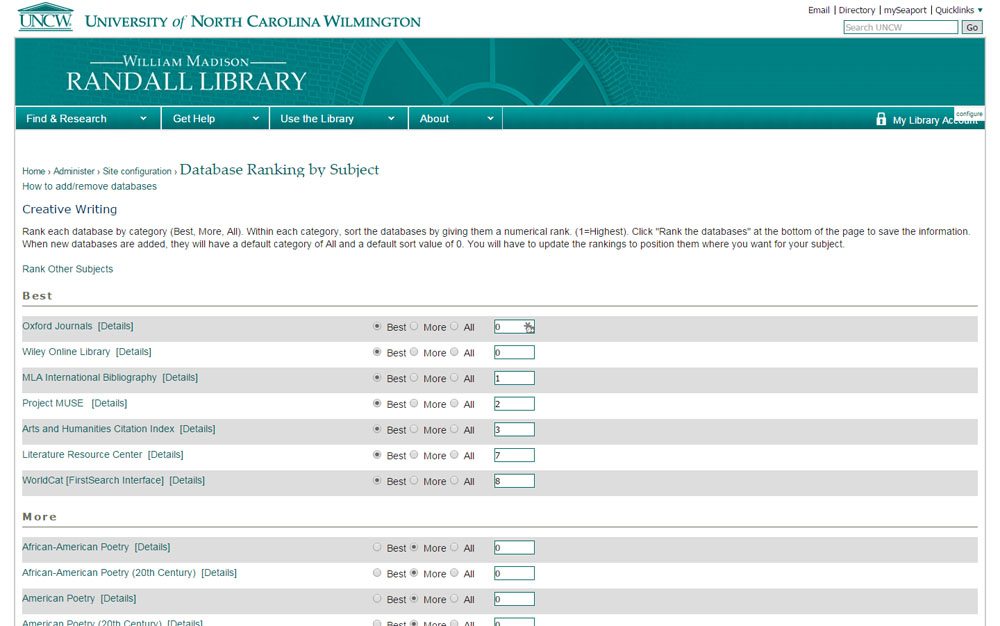 Email | Directory | mySeaport | Quicklinks ▼
UNCW UNIVERSITY of NORTH CAROLINA WILMINGTON
Search UNCW Go
WILLIAM MADISON
RANDALL LIBRARY
Find & Research Get Help Use the Library About My Library Account configure
Home › Administer › Site configuration › Database Ranking by Subject
How to add/remove databases
Creative Writing
Rank each database by category (Best, More, All). Within each category, sort the databases by giving them a numerical rank. (1=Highest). Click "Rank the databases" at the bottom of the page to save the information.
When new databases are added, they will have a default category of All and a default sort value of 0. You will have to update the rankings to position them where you want for your subject.
Rank Other Subjects
Best
Oxford Journals [Details] Best More All 0
Wiley Online Library [Details] Best More All 0
MLA International Bibliography [Details] Best More All 1
Project MUSE [Details] Best More All 2
Arts and Humanities Citation Index [Details] Best More All 3
Literature Resource Center [Details] Best More All 7
WorldCat [FirstSearch Interface] [Details] Best More All 8
More
African-American Poetry [Details] Best More All 0
African-American Poetry (20th Century) [Details] Best More All 0
American Poetry [Details] Best More All 0
American Poetry (20th Century) [Details] Best More All 0